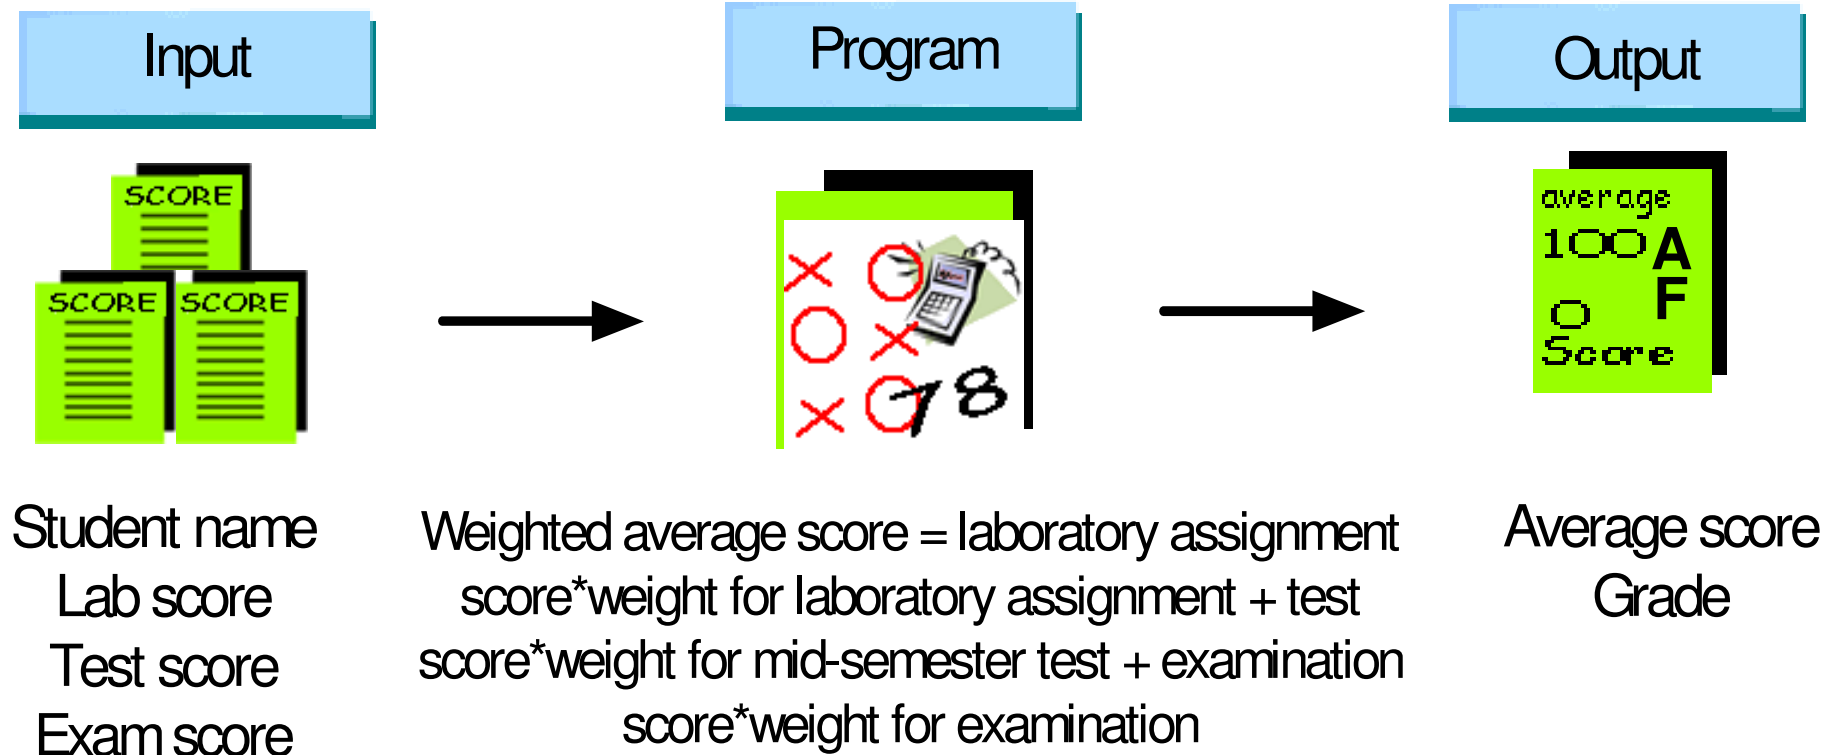 Input
Program
Output
SCORE
SCORE
SCORE
78
average
100 A
F
0
Score
Student name
Lab score
Test score
Exam score
Weighted average score = laboratory assignment
score*weight for laboratory assignment + test
score*weight for mid-semester test + examination
score*weight for examination
Average score
Grade